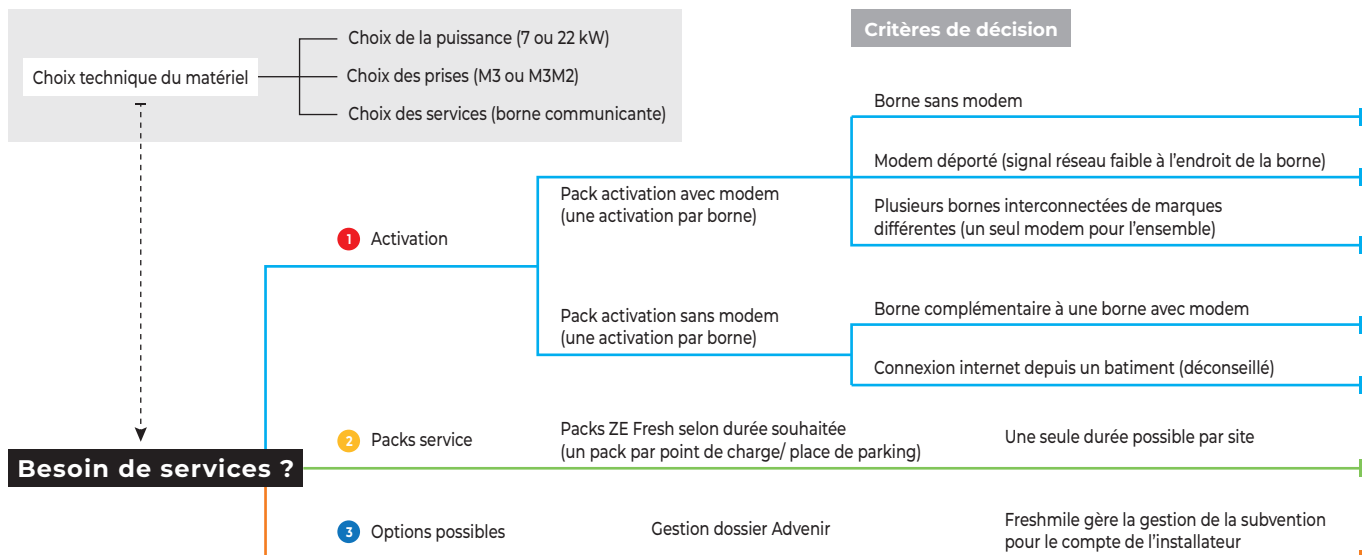 Choix technique du matériel
Choix de la puissance (7 ou 22 kW)
Choix des prises (M3 ou M3M2)
Choix des services (borne communicante)
Critères de décision
Borne sans modem
Modem déporté (signal réseau faible à l’endroit de la borne)
Plusieurs bornes interconnectées de marques
différentes (un seul modem pour l’ensemble)
Pack activation avec modem
(une activation par borne)
1 Activation
Pack activation sans modem
(une activation par borne)
Borne complémentaire à une borne avec modem
Connexion internet depuis un batiment (déconseillé)
Besoin de services ?
2 Packs service
Packs ZE Fresh selon durée souhaitée
(un pack par point de charge/ place de parking)
Une seule durée possible par site
3 Options possibles
Gestion dossier Advenir
Freshmile gère la gestion de la subvention
pour le compte de l’installateur